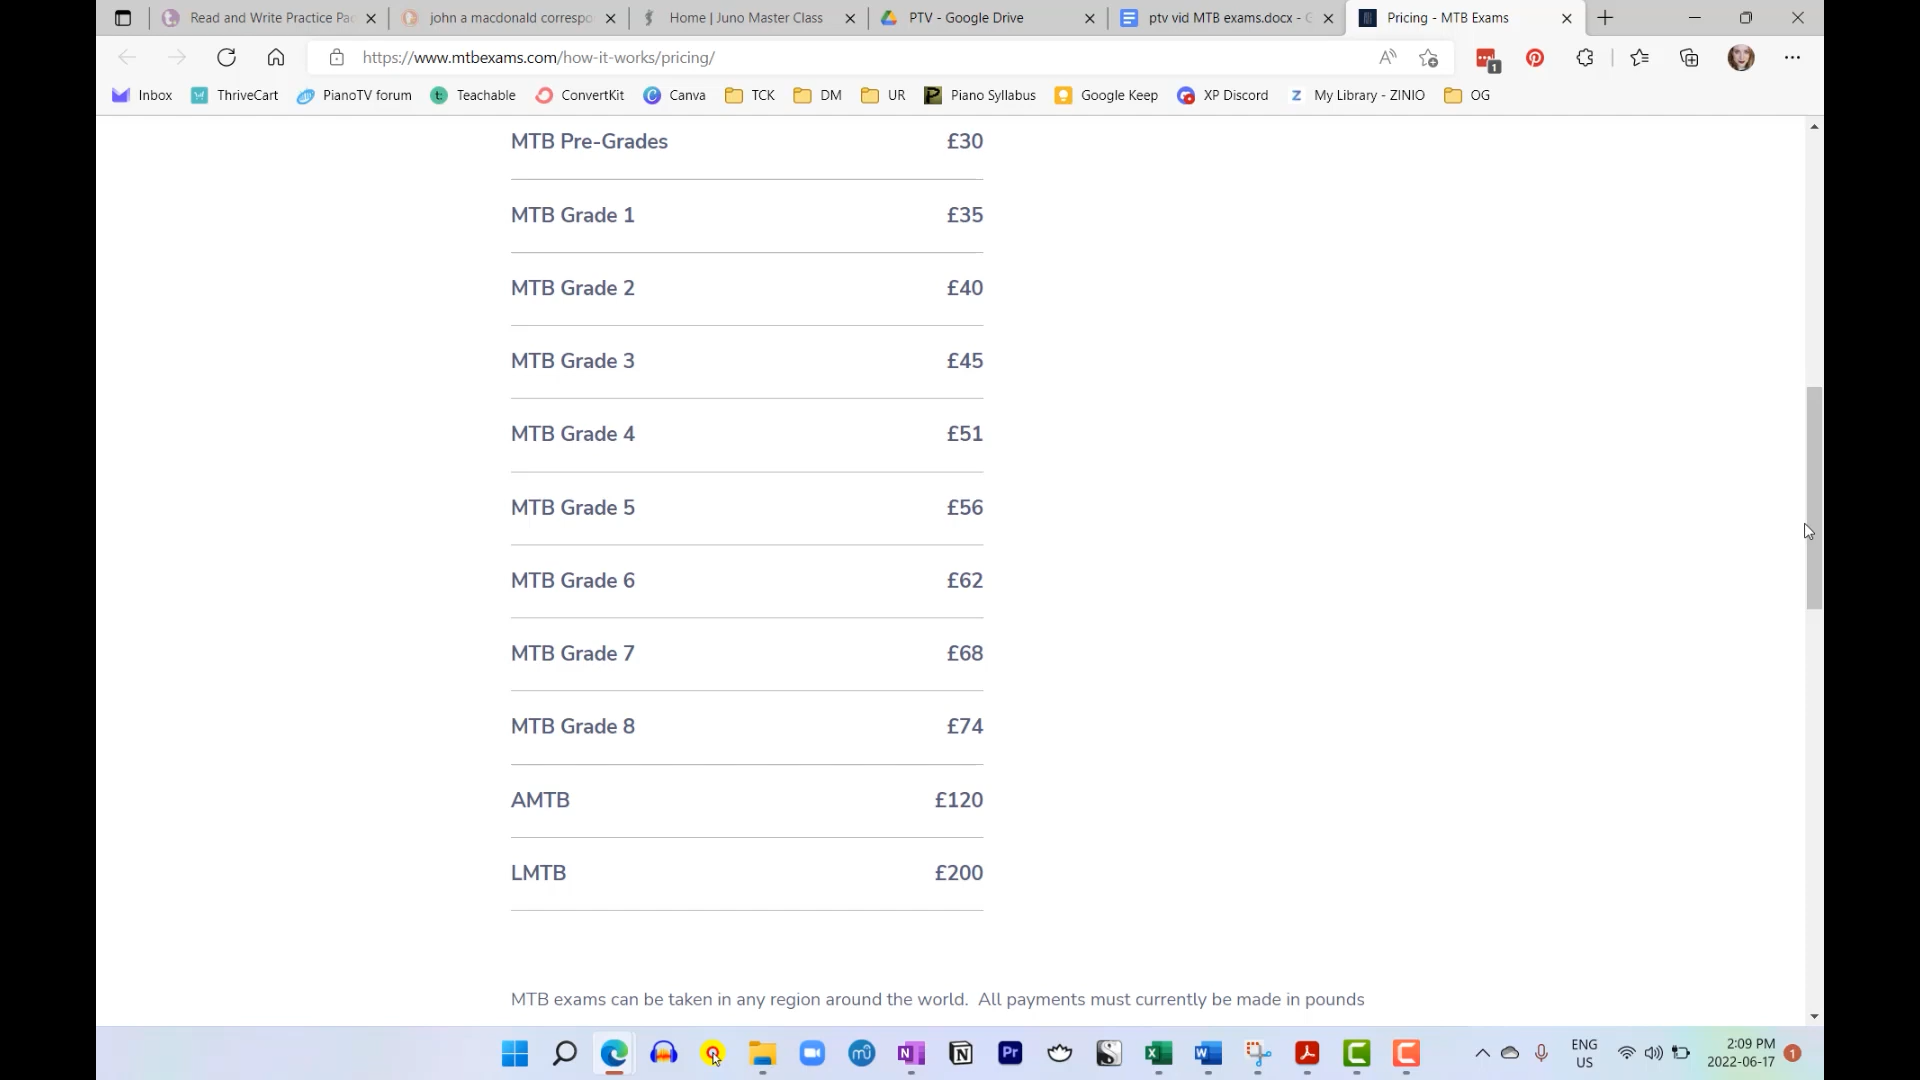 Read and Write Practice Pac
john a macdonald correspo
Home | Juno Master Class
PTV - Google Drive
ptv vid MTB exams.docx - G
Pricing - MTB Exams
https://www.mtbexams.com/how-it-works/pricing/
1
Inbox
ThriveCart
PianoTV forum
Teachable
ConvertKit
Canva
TCK
DM
UR
Piano Syllabus
Google Keep
XP Discord
My Library - ZINIO
OG
MTB Pre-Grades £30
MTB Grade 1 £35
MTB Grade 2 £40
MTB Grade 3 £45
MTB Grade 4 £51
MTB Grade 5 £56
MTB Grade 6 £62
MTB Grade 7 £68
MTB Grade 8 £74
AMTB £120
LMTB £200
MTB exams can be taken in any region around the world. All payments must currently be made in pounds
ENG
US
2:09 PM
2022-06-17
1